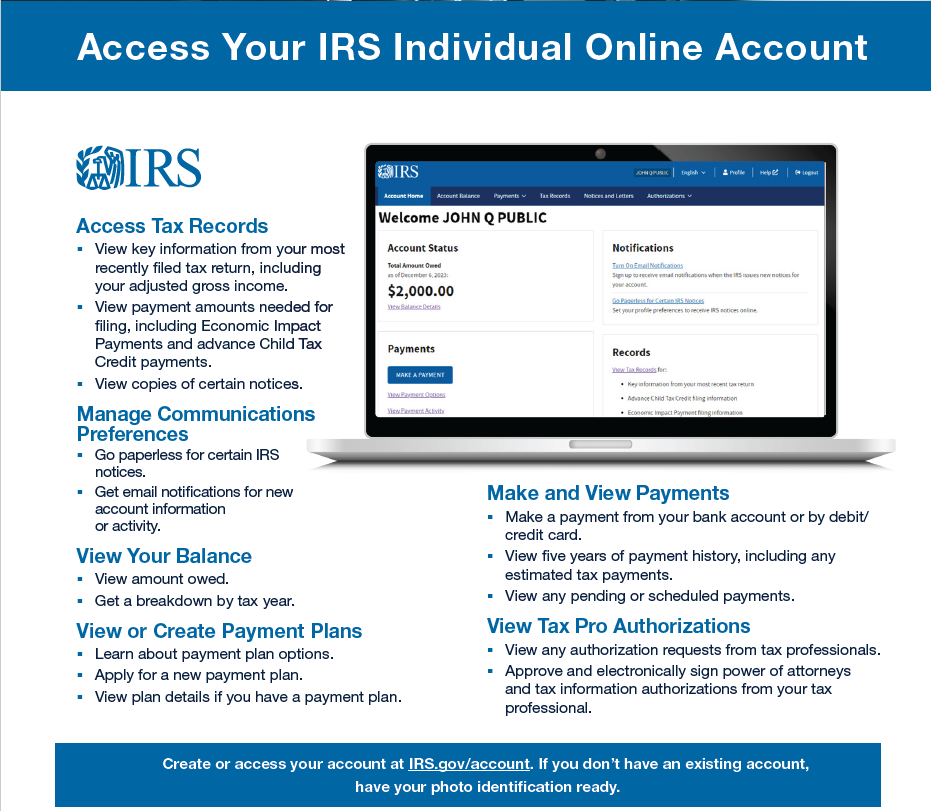 Access Your IRS Individual Online Account
IRS
Access Tax Records
▪ View key information from your most
recently filed tax return, including
your adjusted gross income.
▪ View payment amounts needed for
filing, including Economic Impact
Payments and advance Child Tax
Credit payments.
▪ View copies of certain notices.
Manage Communications
Preferences
▪ Go paperless for certain IRS
notices.
▪ Get email notifications for new
account information
or activity.
View Your Balance
▪ View amount owed.
▪ Get a breakdown by tax year.
View or Create Payment Plans
▪ Learn about payment plan options.
▪ Apply for a new payment plan.
▪ View plan details if you have a payment plan.
IRS
JOHN Q PUBLIC English Profile Help Logout
Account Home Account Balance Payments Tax Records Notices and Letters Authorizations
Welcome JOHN Q PUBLIC
Account Status
Total Amount Owed
as of December 6, 2023:
$2,000.00
View Balance Details
Payments
MAKE A PAYMENT
View Payment Options
View Payment Activity
Notifications
Turn On Email Notifications
Sign up to receive email notifications when the IRS issues new notices for
your account.
Go Paperless for Certain IRS Notices
Set your profile preferences to receive IRS notices online.
Records
View Tax Records for:
• Key information from your most recent tax return
• Advance Child Tax Credit filing information
• Economic Impact Payment filing information
Make and View Payments
▪ Make a payment from your bank account or by debit/
credit card.
▪ View five years of payment history, including any
estimated tax payments.
▪ View any pending or scheduled payments.
View Tax Pro Authorizations
▪ View any authorization requests from tax professionals.
▪ Approve and electronically sign power of attorneys
and tax information authorizations from your tax
professional.
Create or access your account at IRS.gov/account. If you don’t have an existing account,
have your photo identification ready.